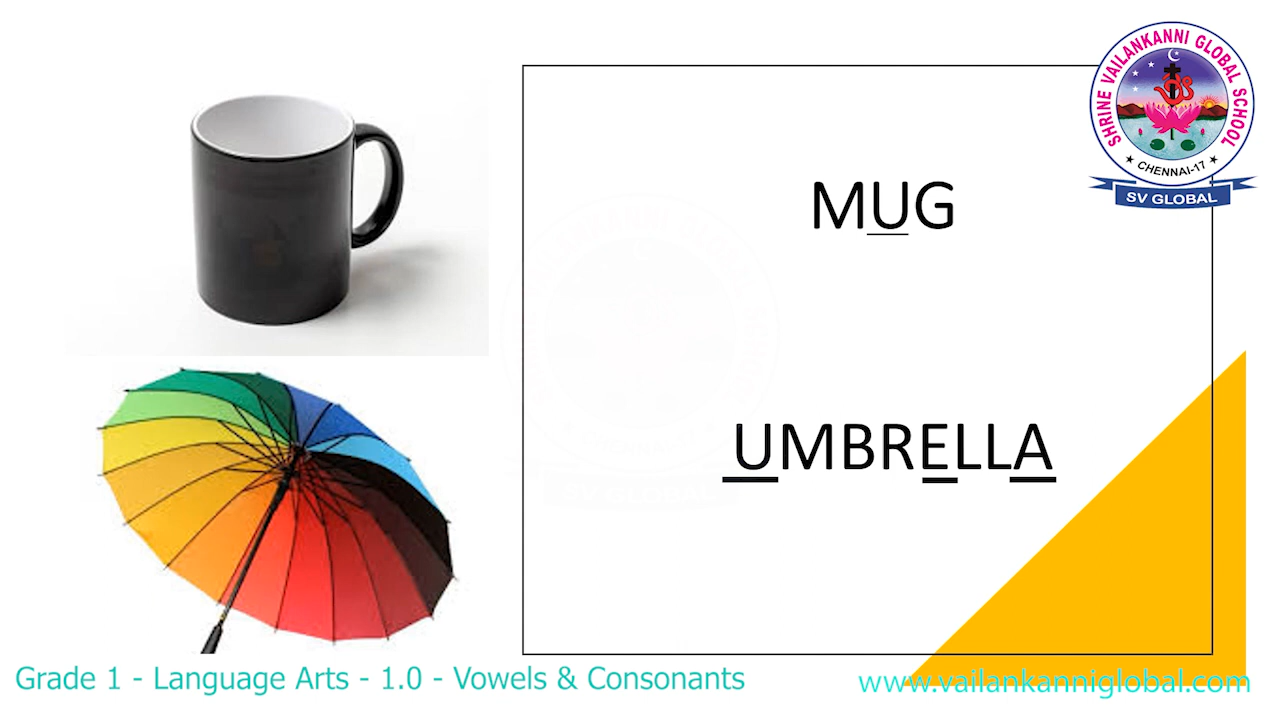 SHRINE VAILANKANNI GLOBAL SCHOOL
★ CHENNAI-17 ★
SV GLOBAL
MUG
UMBRELLA
Grade 1 - Language Arts - 1.0 - Vowels & Consonants
www.vailankanniglobal.com